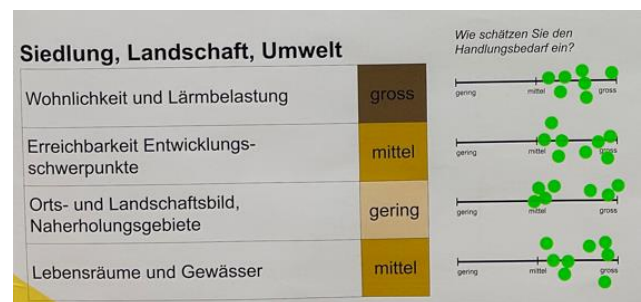 Siedlung, Landschaft, Umwelt
Wie schätzen Sie den
Handlungsbedarf ein?
Wohnlichkeit und Lärmbelastung
gross
gering mittel gross
Erreichbarkeit Entwicklungs-
schwerpunkte
mittel
gering mittel gross
Orts- und Landschaftsbild,
Naherholungsgebiete
gering
gering mittel gross
Lebensräume und Gewässer
mittel
gering mittel gross